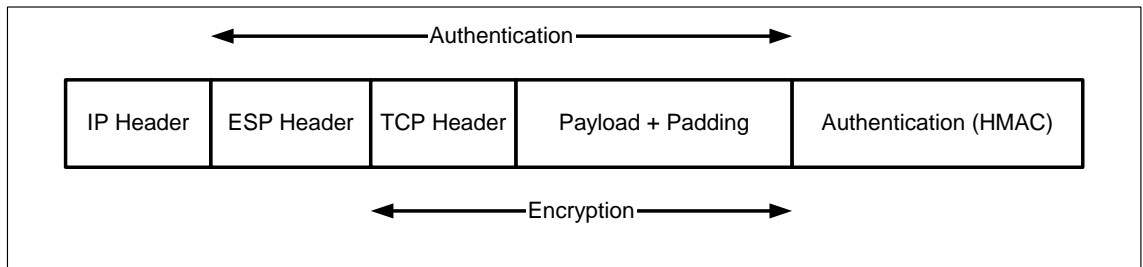 Authentication
IP Header ESP Header TCP Header Payload + Padding Authentication (HMAC)
Encryption